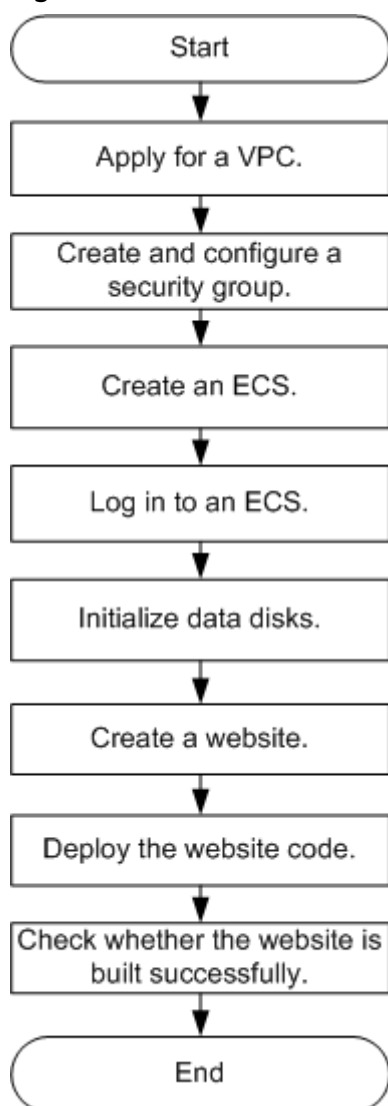 Start
Apply for a VPC.
Create and configure a
security group.
Create an ECS.
Log in to an ECS.
Initialize data disks.
Create a website.
Deploy the website code.
Check whether the website is
built successfully.
End